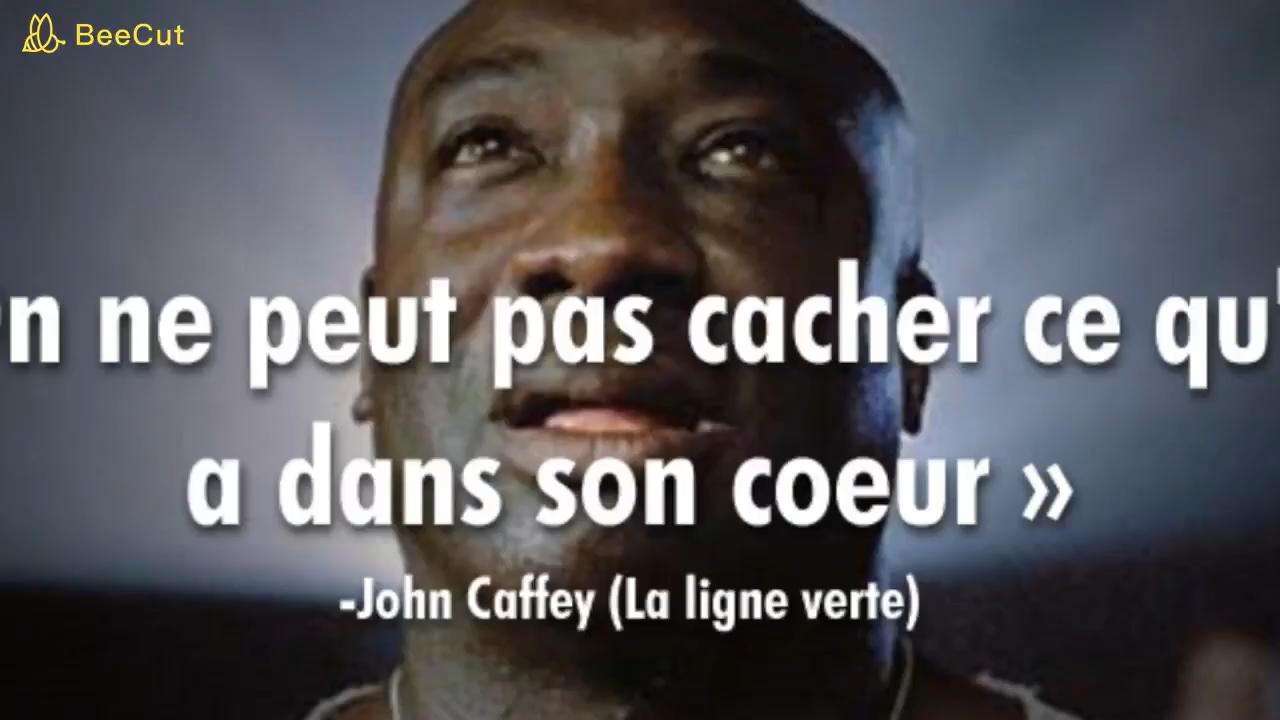 BeeCut
n ne peut pas cacher ce qu'
a dans son coeur »
-John Caffey (La ligne verte)